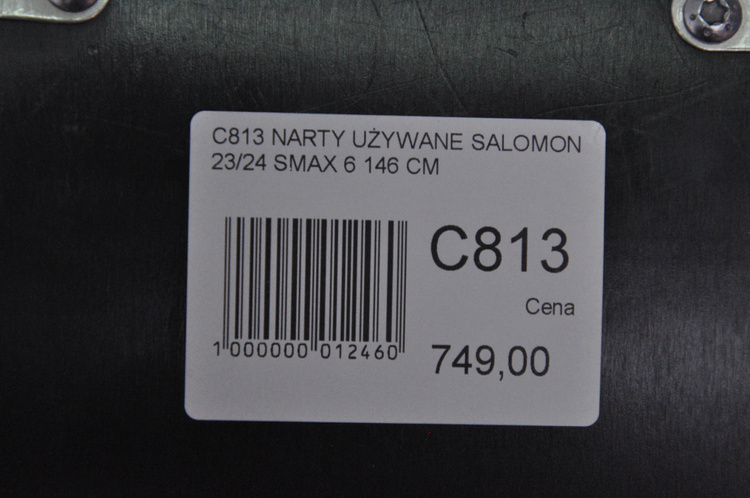 C813 NARTY UŻYWANE SALOMON
23/24 SMAX 6 146 CM
C813
Cena
1 000000 012460
749,00